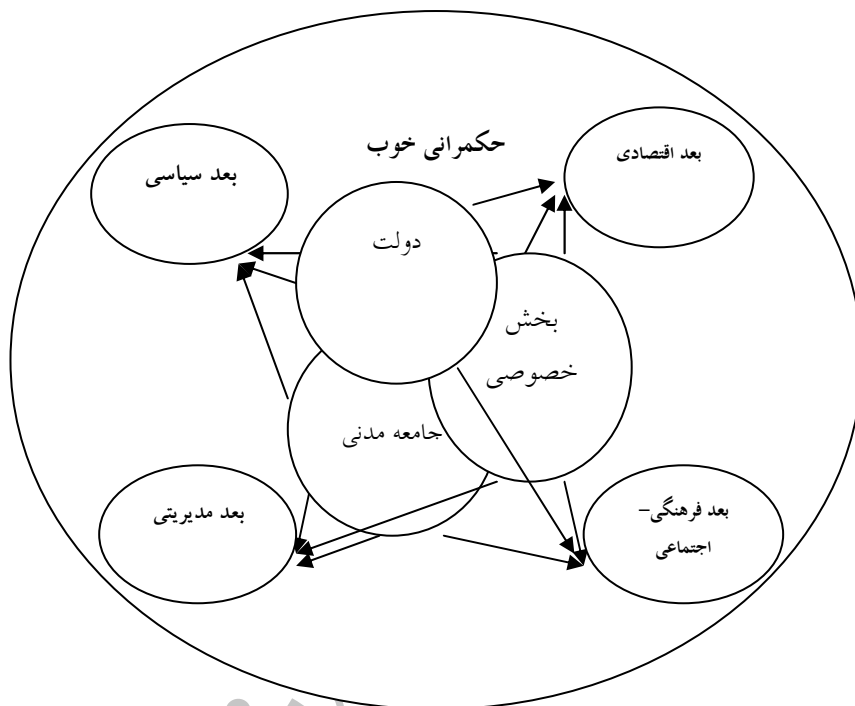 حکمرانی خوب
بعد اقتصادی
بعد سیاسی
دولت
بخش
خصوصی
جامعه مدنی
بعد فرهنگی–
اجتماعی
بعد مدیریتی